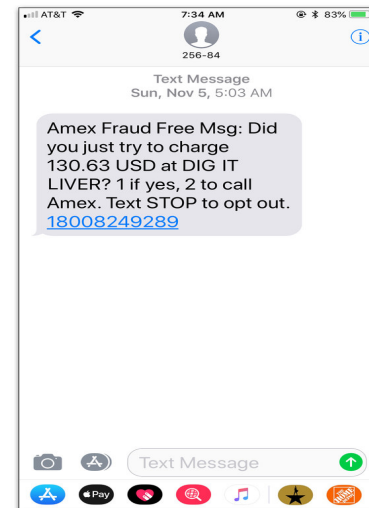 AT&T 7:34 AM 83%
256-84
Text Message
Sun, Nov 5, 5:03 AM
Amex Fraud Free Msg: Did
you just try to charge
130.63 USD at DIG IT
LIVER? 1 if yes, 2 to call
Amex. Text STOP to opt out.
18008249289
Text Message
Pay